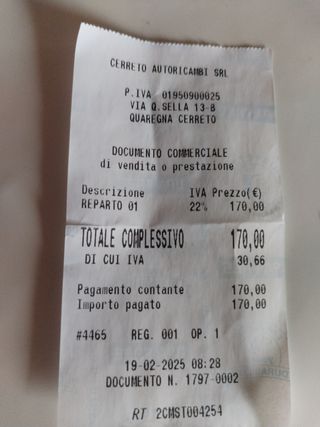 CERRETO AUTORICAMBI SRL
P.IVA 01950900025
VIA Q.SELLA 13-B
QUAREGNA CERRETO
DOCUMENTO COMMERCIALE
di vendita o prestazione
Descrizione IVA Prezzo(€)
REPARTO 01 22% 170,00
TOTALE COMPLESSIVO 170,00
DI CUI IVA 30,66
Pagamento contante 170,00
Importo pagato 170,00
#4465 REG. 001 OP. 1
19-02-2025 08:28
DOCUMENTO N. 1797-0002
RT 2CMST004254